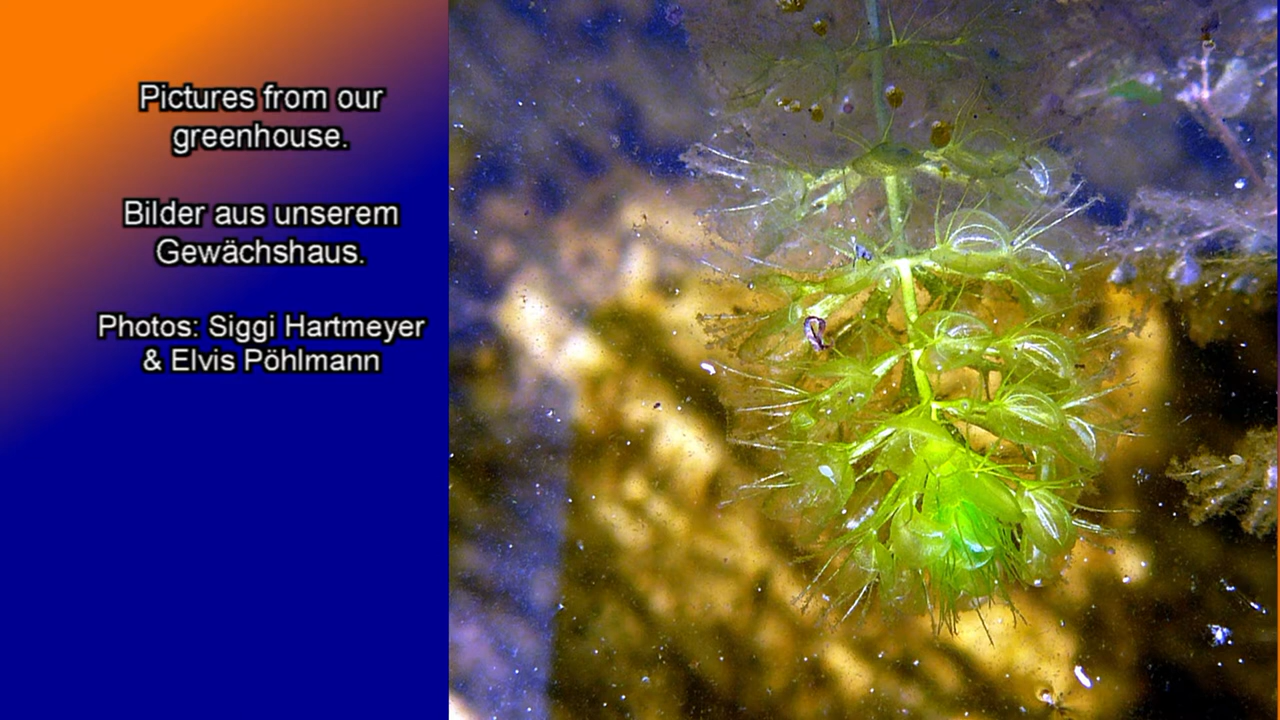 Pictures from our
greenhouse.
Bilder aus unserem
Gewächshaus.
Photos: Siggi Hartmeyer
& Elvis Pöhlmann